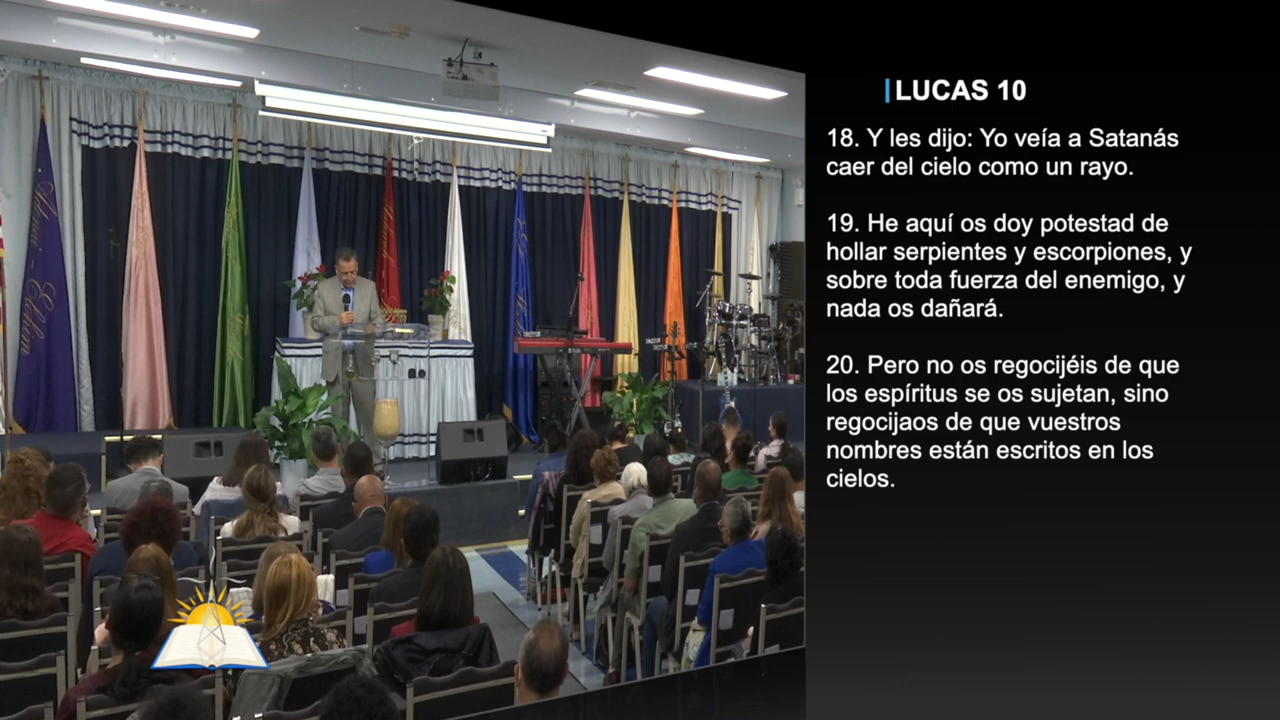 LUCAS 10
18. Y les dijo: Yo veía a Satanás
caer del cielo como un rayo.
19. He aquí os doy potestad de
hollar serpientes y escorpiones, y
sobre toda fuerza del enemigo, y
nada os dañará.
20. Pero no os regocijéis de que
los espíritus se os sujetan, sino
regocijaos de que vuestros
nombres están escritos en los
cielos.